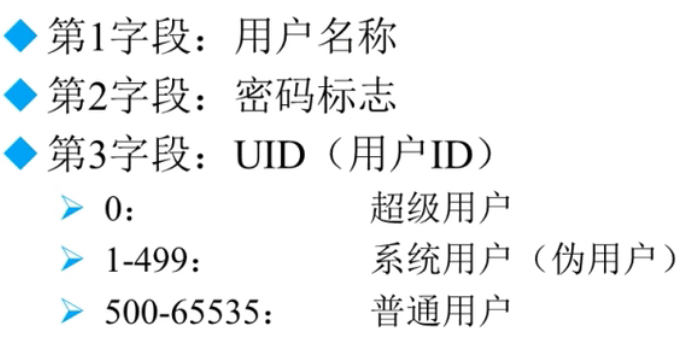 第1字段：用户名称
第2字段：密码标志
第3字段：UID（用户ID）
0： 超级用户
1-499： 系统用户（伪用户）
500-65535： 普通用户